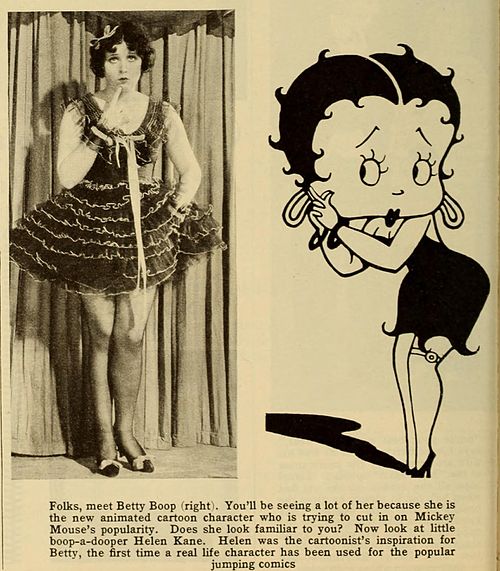 Folks, meet Betty Boop (right). You'll be seeing a lot of her because she is
the new animated cartoon character who is trying to cut in on Mickey
Mouse's popularity. Does she look familiar to you? Now look at little
boop-a-dooper Helen Kane. Helen was the cartoonist's inspiration for
Betty, the first time a real life character has been used for the popular
jumping comics